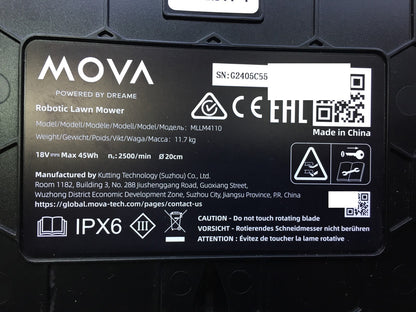 MOVA
POWERED BY DREAME
Robotic Lawn Mower
Model/Modell/Modèle/Modell/Model/Модель: MLLM4110
Weight/Gewicht/Poids/Vikt/Waga/Масса: 11.7 kg
18V⎓ Max 45Wh n₀: 2500/min Ø 20cm
SN: G2405C55
CE EAC
Made in China
Manufactured by Kutting Technology (Suzhou) Co., Ltd.
Room 1182, Building 3, No. 288 Jiushenggang Road, Guoxiang Street,
Wuzhong District Economic Development Zone, Suzhou City, Jiangsu Province, P.R. China
https://global.mova-tech.com/pages/contact-us
IPX6 III
CAUTION - Do not touch rotating blade
VORSICHT - Rotierendes Schneidmesser nicht berühren
ATTENTION : Évitez de toucher la lame rotative